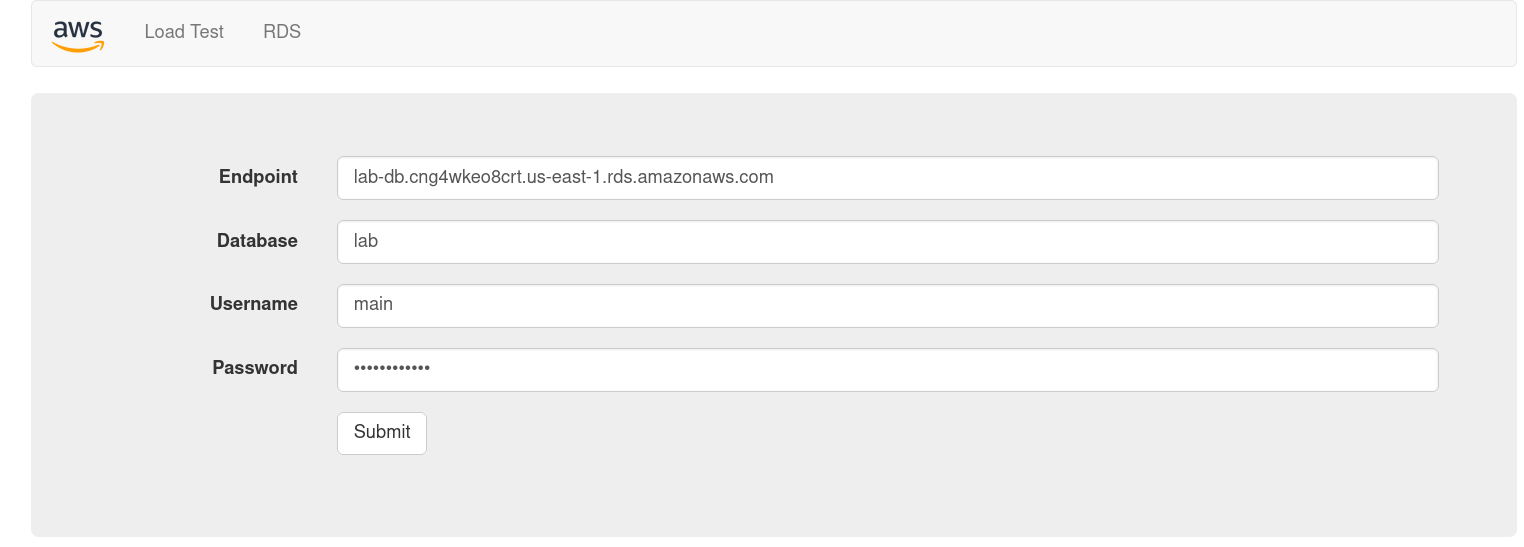 aws Load Test RDS
Endpoint lab-db.cng4wkeo8crt.us-east-1.rds.amazonaws.com
Database lab
Username main
Password ••••••••••••
Submit